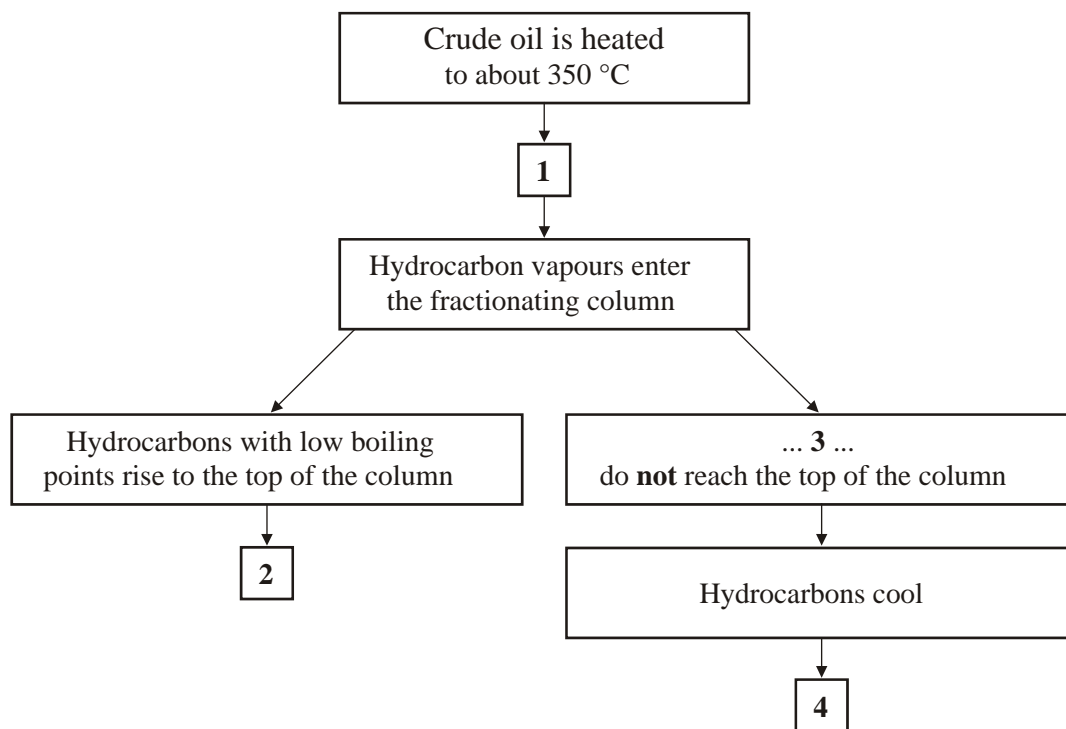 Crude oil is heated
to about 350 °C
1
Hydrocarbon vapours enter
the fractionating column
Hydrocarbons with low boiling
points rise to the top of the column
... 3 ...
do not reach the top of the column
2
Hydrocarbons cool
4